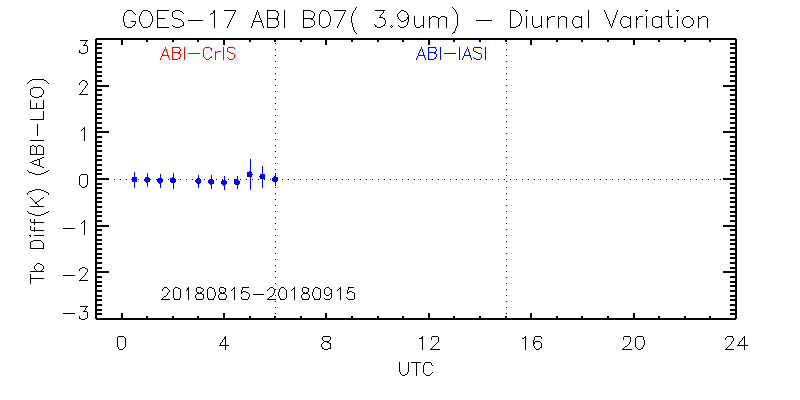 GOES-17 ABI B07( 3.9um) - Diurnal Variation
ABI-CrIS ABI-IASI
Tb Diff(K) (ABI-LEO)
3
2
1
0
-1
-2
-3
20180815-20180915
0 4 8 12 16 20 24
UTC